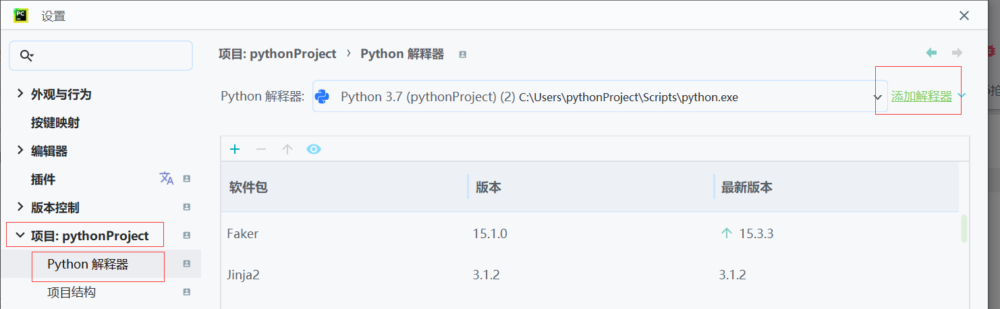 PC
设置
项目: pythonProject › Python 解释器
外观与行为
Python 解释器: Python 3.7 (pythonProject) (2) C:\Users\pythonProject\Scripts\python.exe 添加解释器
按键映射
编辑器
插件
版本控制
项目: pythonProject
Python 解释器
项目结构
软件包 版本 最新版本
Faker 15.1.0 15.3.3
Jinja2 3.1.2 3.1.2